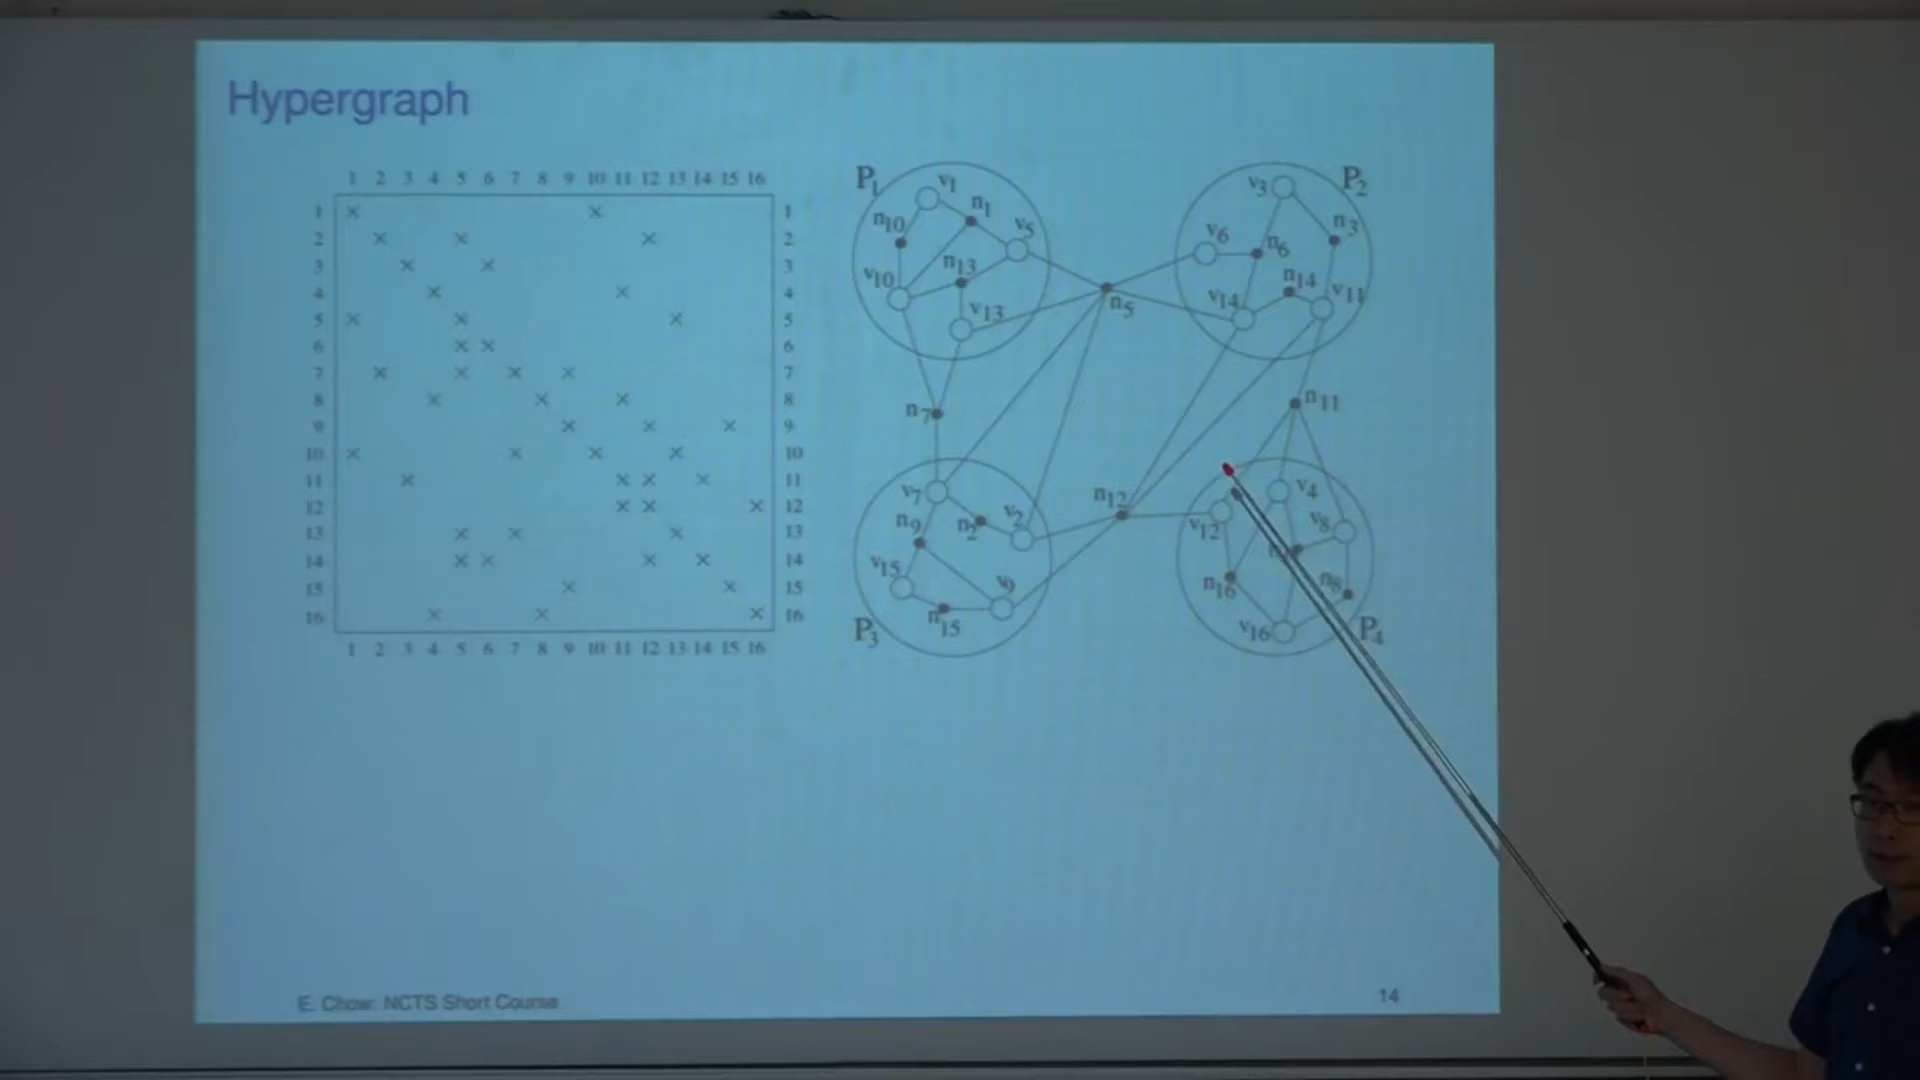 Hypergraph
1 2 3 4 5 6 7 8 9 10 11 12 13 14 15 16
1 × × 1
2 × × × 2
3 × × 3
4 × × 4
5 × × × 5
6 × × 6
7 × × × × 7
8 × × × 8
9 × × × 9
10 × × × × 10
11 × × × × 11
12 × × × 12
13 × × × 13
14 × × × × 14
15 × × 15
16 × × × 16
1 2 3 4 5 6 7 8 9 10 11 12 13 14 15 16
P1
v1
n1
n10
v5
n13
v10
v13
P2
v3
n3
v6
n6
n14
v11
v14
n5
n7
n11
n12
v7
n2
v2
n9
v15
v9
n15
P3
v4
v12
v8
n16
n8
v16
P4
E. Chow: NCTS Short Course
14